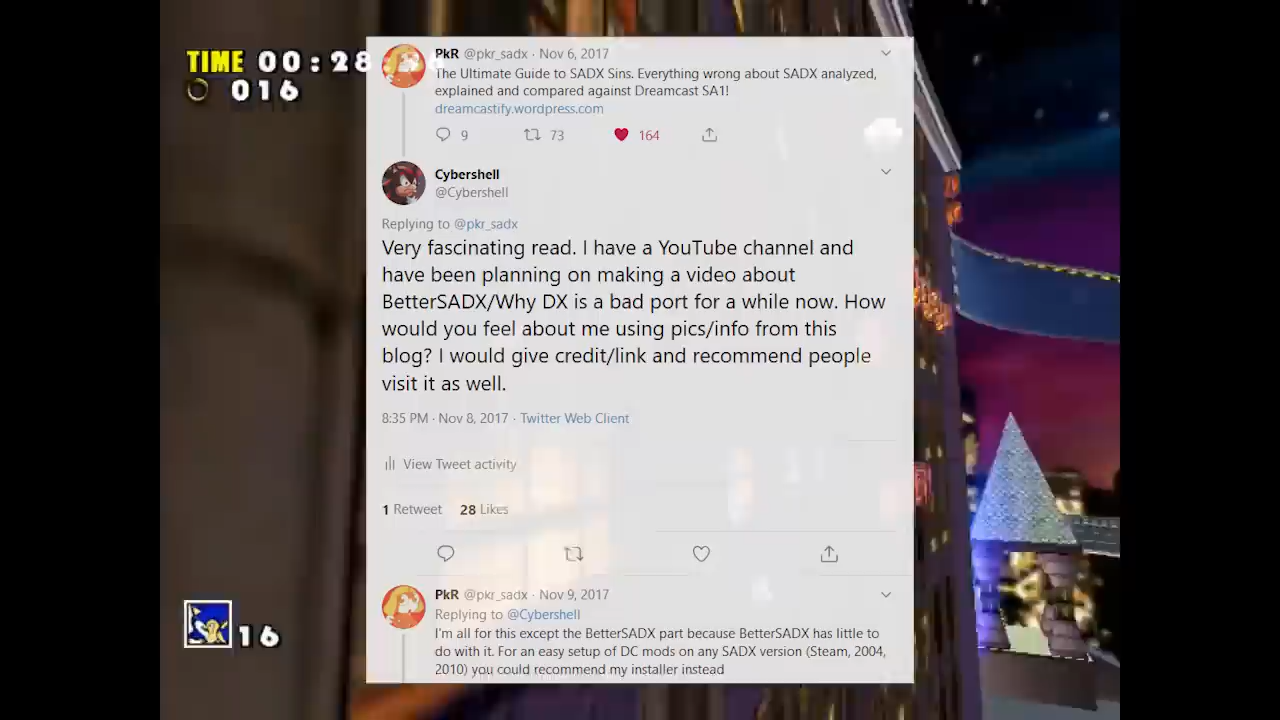 TIME 00:28
016
PkR @pkr_sadx · Nov 6, 2017
The Ultimate Guide to SADX Sins. Everything wrong about SADX analyzed,
explained and compared against Dreamcast SA1!
dreamcastify.wordpress.com
9 73 164
Cybershell
@Cybershell
Replying to @pkr_sadx
Very fascinating read. I have a YouTube channel and
have been planning on making a video about
BetterSADX/Why DX is a bad port for a while now. How
would you feel about me using pics/info from this
blog? I would give credit/link and recommend people
visit it as well.
8:35 PM · Nov 8, 2017 · Twitter Web Client
View Tweet activity
1 Retweet 28 Likes
PkR @pkr_sadx · Nov 9, 2017
Replying to @Cybershell
I'm all for this except the BetterSADX part because BetterSADX has little to
do with it. For an easy setup of DC mods on any SADX version (Steam, 2004,
2010) you could recommend my installer instead
16